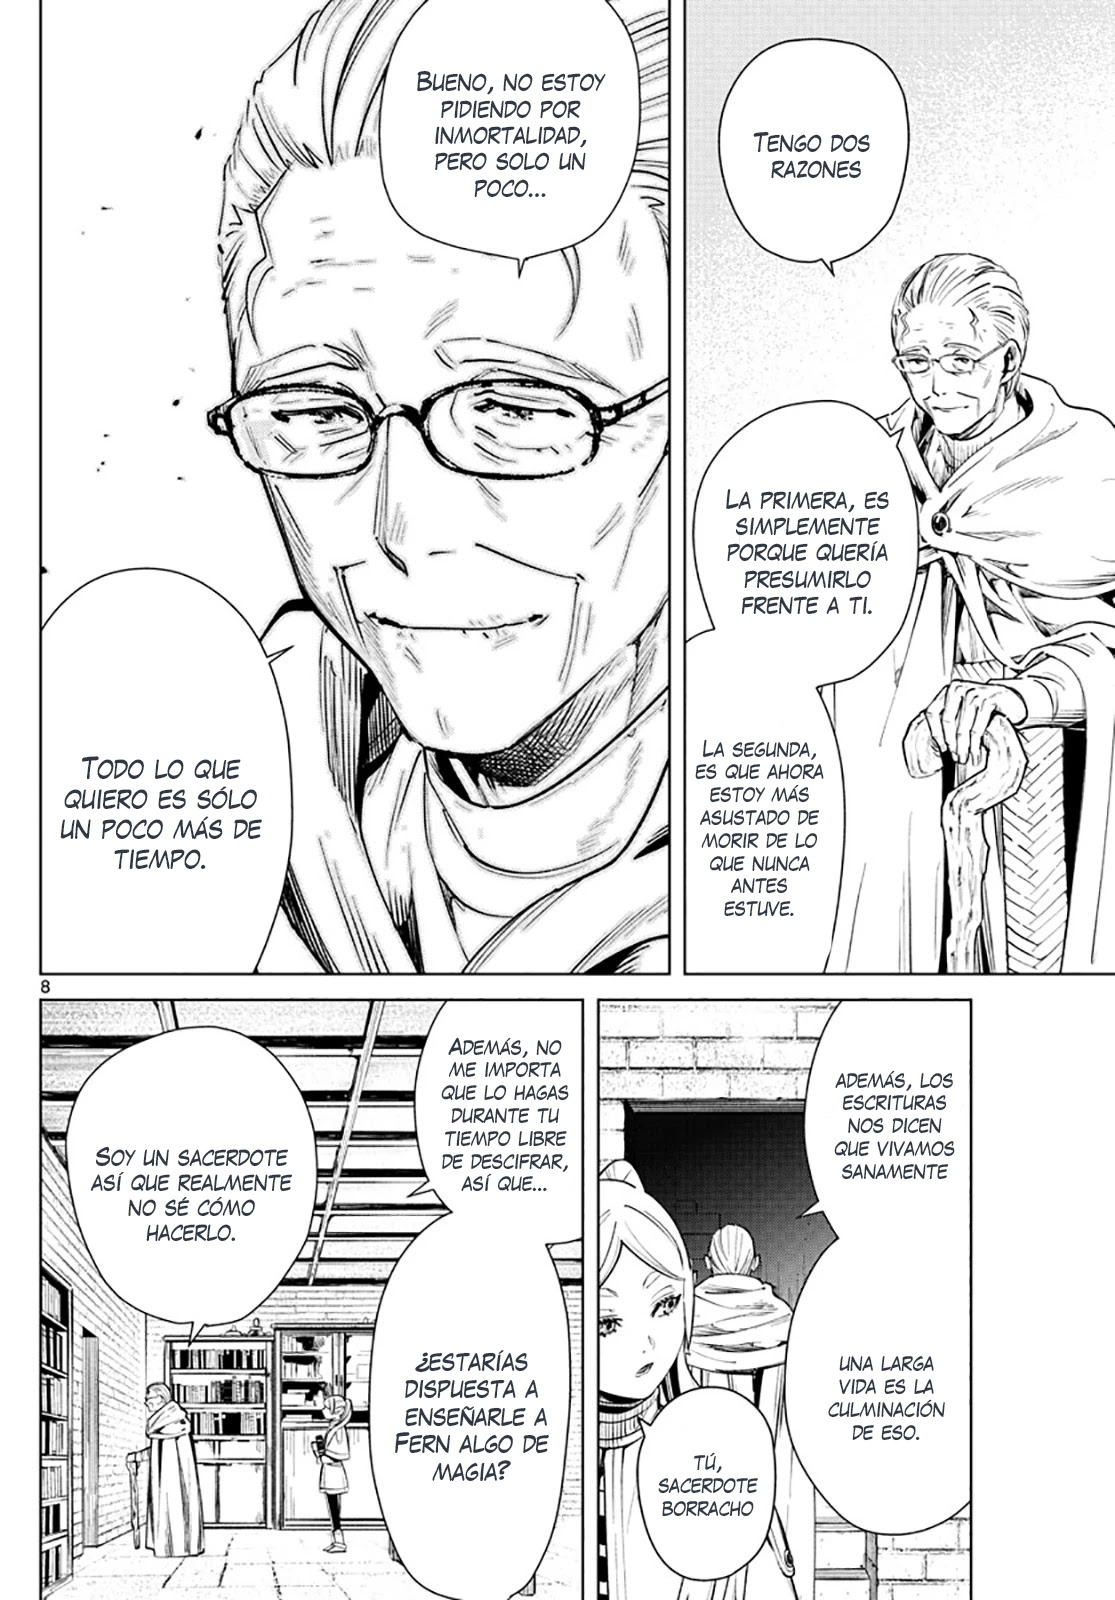 TENGO DOS
RAZONES
LA PRIMERA, ES
SIMPLEMENTE
PORQUE QUERÍA
PRESUMIRLO
FRENTE A TI.
LA SEGUNDA,
ES QUE AHORA
ESTOY MÁS
ASUSTADO DE
MORIR DE LO
QUE NUNCA
ANTES
ESTUVE.
BUENO, NO ESTOY
PIDIENDO POR
INMORTALIDAD,
PERO SOLO UN
POCO...
TODO LO QUE
QUIERO ES SÓLO
UN POCO MÁS DE
TIEMPO.
8
ADEMÁS, LOS
ESCRITURAS
NOS DICEN
QUE VIVAMOS
SANAMENTE
UNA LARGA
VIDA ES LA
CULMINACIÓN
DE ESO.
TÚ,
SACERDOTE
BORRACHO
ADEMÁS, NO
ME IMPORTA
QUE LO HAGAS
DURANTE TU
TIEMPO LIBRE
DE DESCIFRAR,
ASÍ QUE...
¿ESTARÍAS
DISPUESTA A
ENSEÑARLE A
FERN ALGO DE
MAGIA?
SOY UN SACERDOTE
ASÍ QUE REALMENTE
NO SÉ CÓMO
HACERLO.